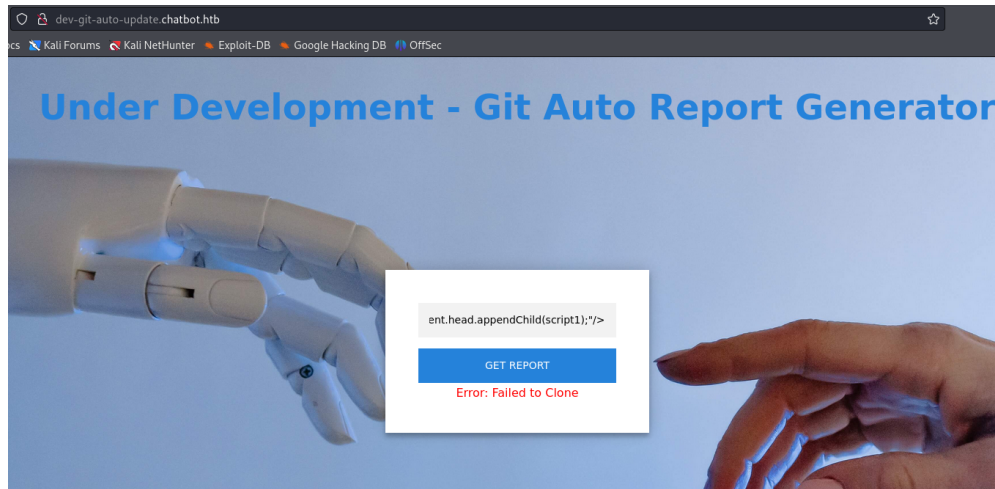 dev-git-auto-update.chatbot.htb
ocs Kali Forums Kali NetHunter Exploit-DB Google Hacking DB OffSec
Under Development - Git Auto Report Generator
ent.head.appendChild(script1);"/>
GET REPORT
Error: Failed to Clone